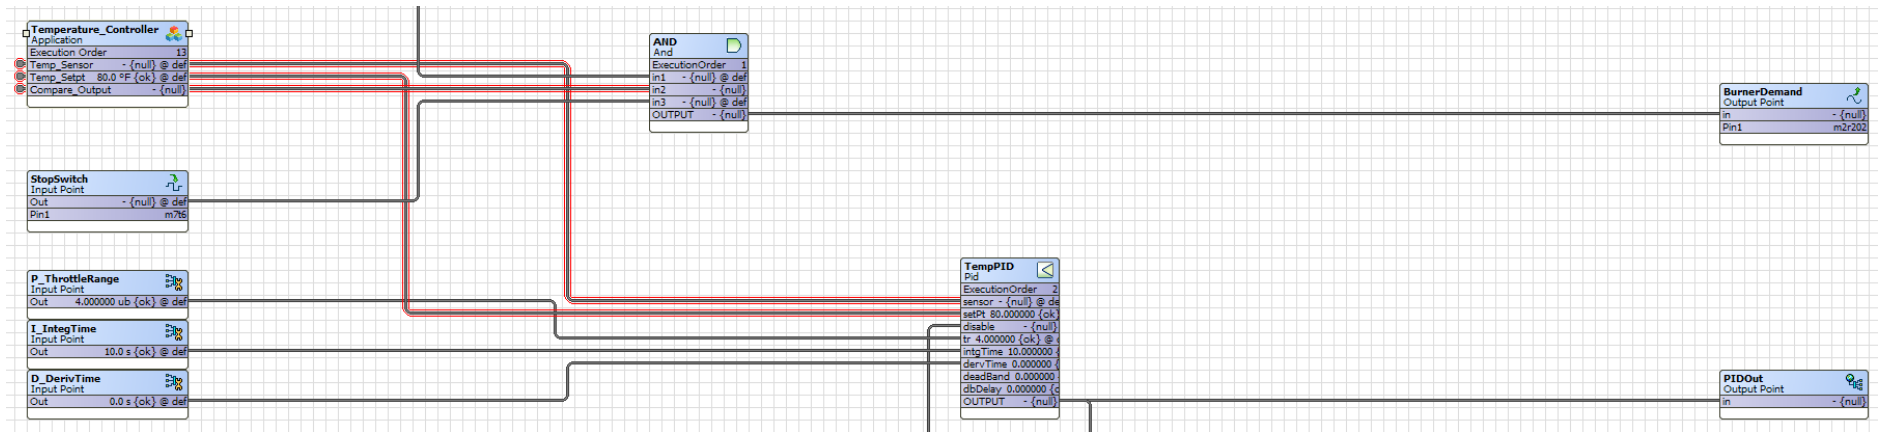 Temperature_Controller
Application
Execution Order 13
Temp_Sensor - {null} @ def
Temp_Setpt 80.0 °F {ok} @ def
Compare_Output - {null}
AND
And
ExecutionOrder 1
in1 - {null} @ def
in2 - {null}
in3 - {null} @ def
OUTPUT - {null}
BurnerDemand
Output Point
in - {null}
Pin1 m2r202
StopSwitch
Input Point
Out - {null} @ def
Pin1 m7t6
P_ThrottleRange
Input Point
Out 4.000000 ub {ok} @ def
I_IntegTime
Input Point
Out 10.0 s {ok} @ def
D_DerivTime
Input Point
Out 0.0 s {ok} @ def
TempPID
Pid
ExecutionOrder 2
sensor - {null} @ de
setPt 80.000000 {ok}
disable - {null}
tr 4.000000 {ok} @
intgTime 10.000000 {
dervTime 0.000000 {
deadBand 0.000000
dbDelay 0.000000 {
OUTPUT - {null}
PIDOut
Output Point
in - {null}